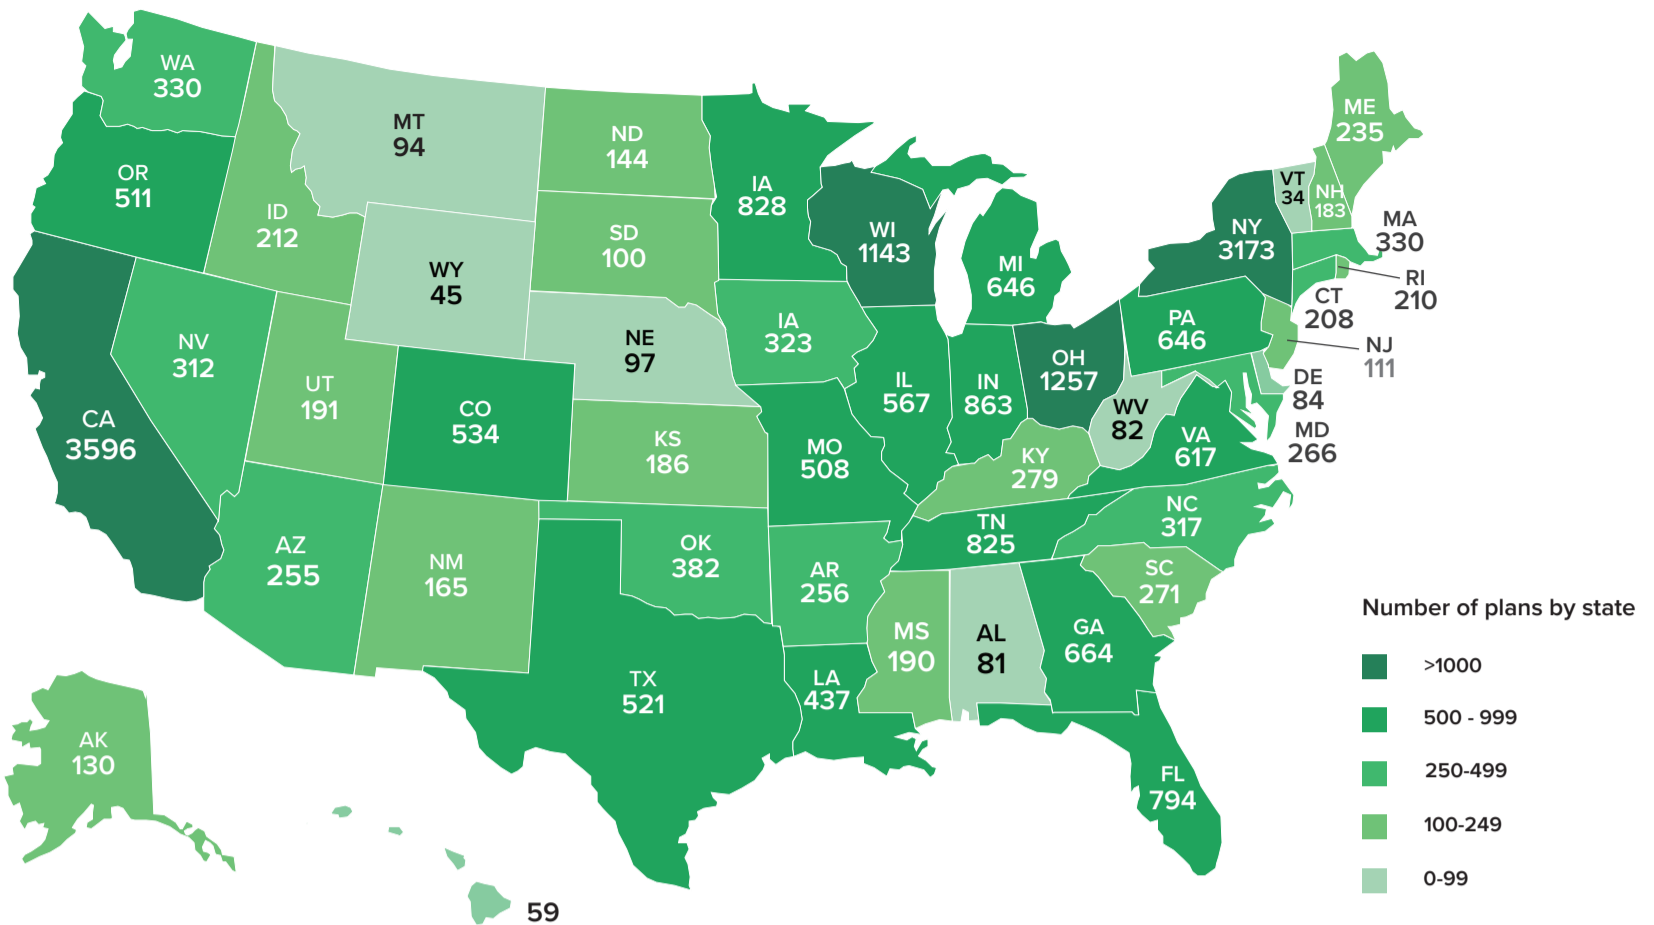 WA
330
OR
511
CA
3596
NV
312
ID
212
MT
94
WY
45
UT
191
AZ
255
CO
534
NM
165
ND
144
SD
100
NE
97
KS
186
OK
382
TX
521
IA
828
IA
323
MO
508
AR
256
LA
437
WI
1143
IL
567
MI
646
IN
863
OH
1257
KY
279
TN
825
MS
190
AL
81
GA
664
FL
794
SC
271
NC
317
VA
617
WV
82
PA
646
NY
3173
VT
34
NH
183
ME
235
MA
330
RI
210
CT
208
NJ
111
DE
84
MD
266
AK
130
59
Number of plans by state
>1000
500 - 999
250-499
100-249
0-99